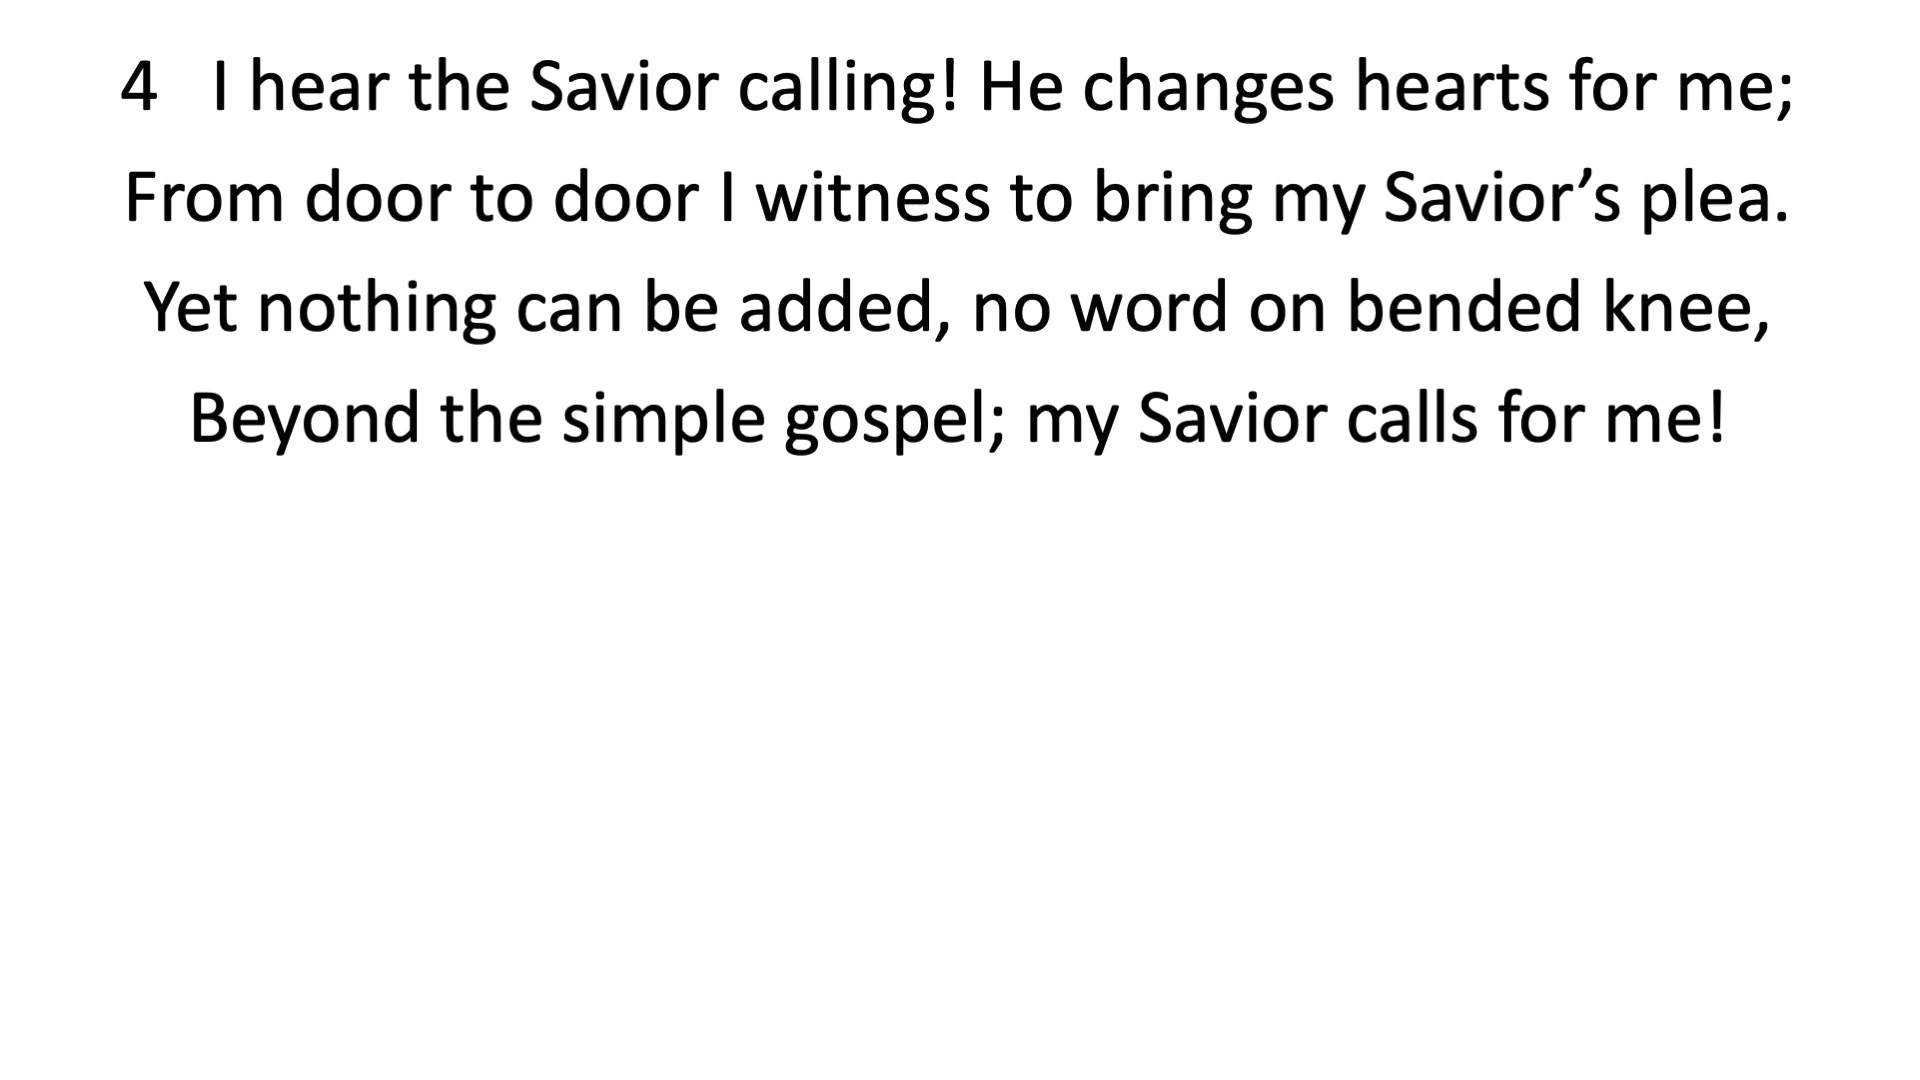 4 I hear the Savior calling! He changes hearts for me;
From door to door I witness to bring my Savior’s plea.
Yet nothing can be added, no word on bended knee,
Beyond the simple gospel; my Savior calls for me!